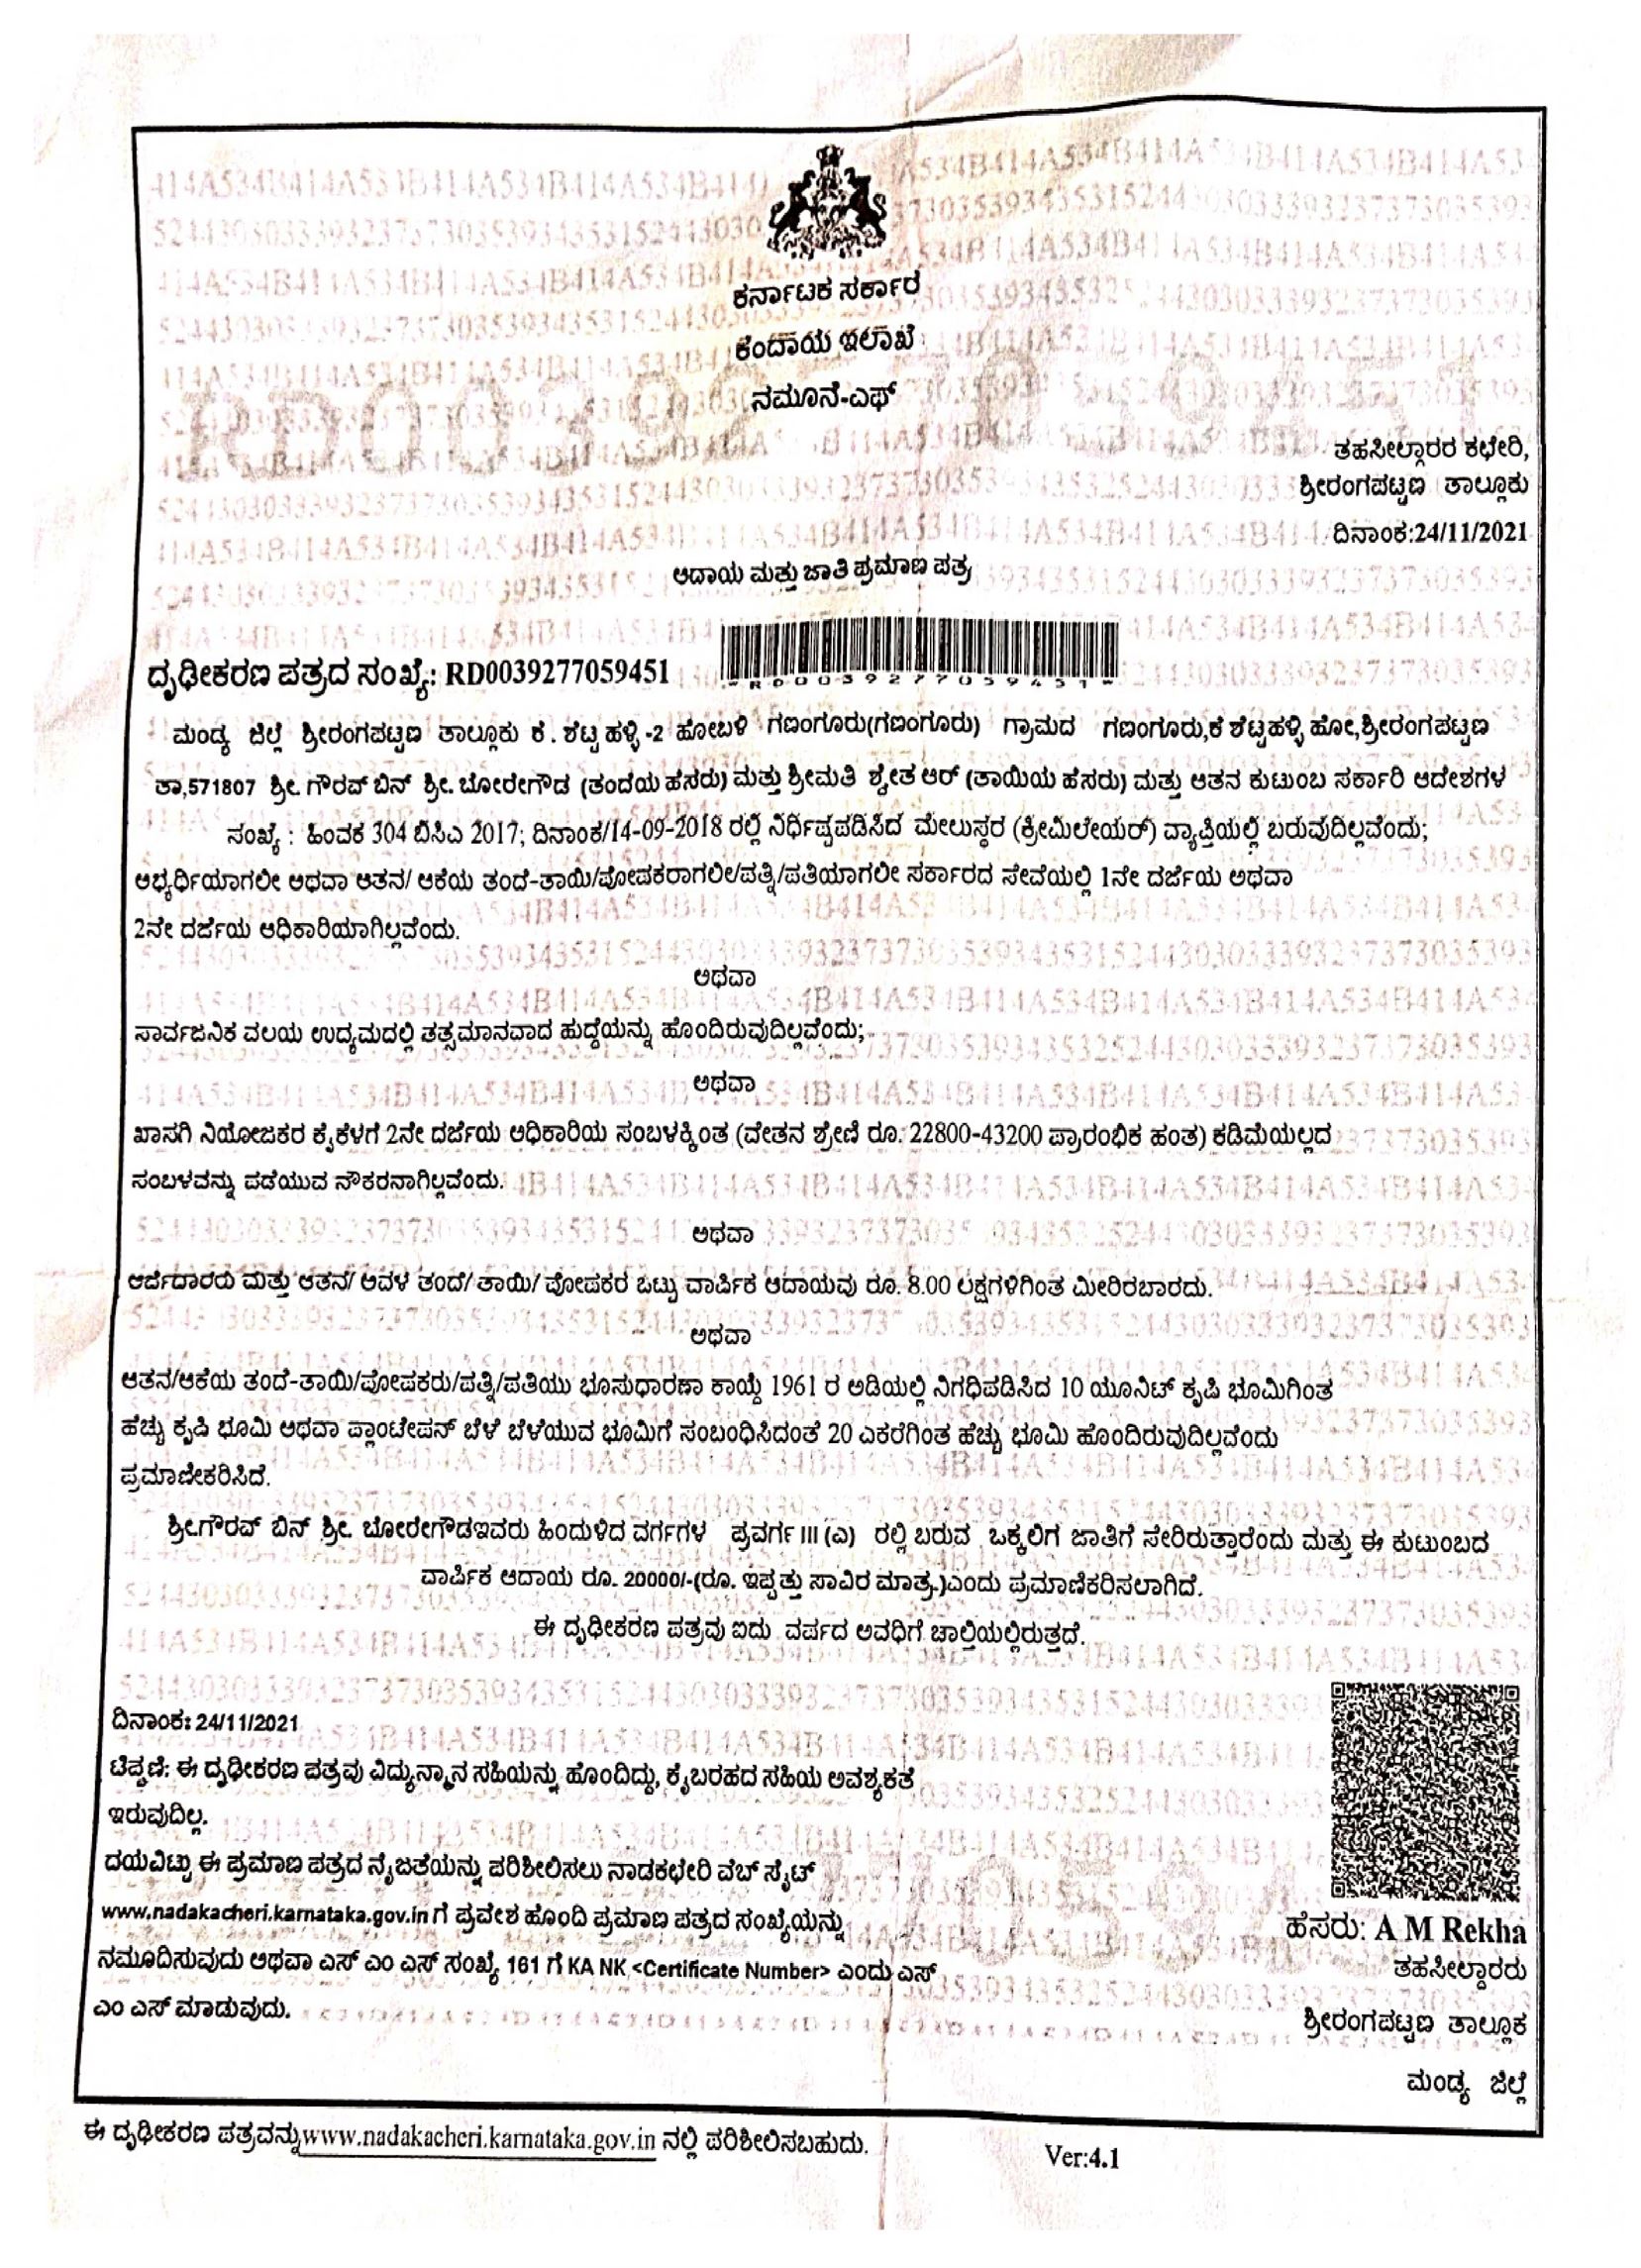 ಕರ್ನಾಟಕ ಸರ್ಕಾರ
ಕಂದಾಯ ಇಲಾಖೆ
ನಮೂನೆ-ಎಫ್
ತಹಸೀಲ್ದಾರರ ಕಛೇರಿ,
ಶ್ರೀರಂಗಪಟ್ಟಣ ತಾಲ್ಲೂಕು
ದಿನಾಂಕ:24/11/2021
ಆದಾಯ ಮತ್ತು ಜಾತಿ ಪ್ರಮಾಣ ಪತ್ರ
ದೃಢೀಕರಣ ಪತ್ರದ ಸಂಖ್ಯೆ: RD0039277059451
-RD0039277059451-
ಮಂಡ್ಯ ಜಿಲ್ಲೆ ಶ್ರೀರಂಗಪಟ್ಟಣ ತಾಲ್ಲೂಕು ಕ. ಶೆಟ್ಟಹಳ್ಳಿ-2 ಹೋಬಳಿ ಗಣಂಗೂರು(ಗಣಂಗೂರು) ಗ್ರಾಮದ ಗಣಂಗೂರು,ಕೆ ಶೆಟ್ಟಹಳ್ಳಿ ಹೋ,ಶ್ರೀರಂಗಪಟ್ಟಣ
ತಾ,571807 ಶ್ರೀ. ಗೌರವ್ ಬಿನ್ ಶ್ರೀ. ಬೋರೇಗೌಡ (ತಂದೆಯ ಹೆಸರು) ಮತ್ತು ಶ್ರೀಮತಿ ಶ್ವೇತ ಆರ್ (ತಾಯಿಯ ಹೆಸರು) ಮತ್ತು ಆತನ ಕುಟುಂಬ ಸರ್ಕಾರಿ ಆದೇಶಗಳ
ಸಂಖ್ಯೆ : ಹಿಂವಕ 304 ಬಿಸಿಎ 2017; ದಿನಾಂಕ/14-09-2018 ರಲ್ಲಿ ನಿರ್ಧಿಷ್ಟಪಡಿಸಿದ ಮೇಲುಸ್ಥರ (ಕ್ರೀಮಿಲೇಯರ್) ವ್ಯಾಪ್ತಿಯಲ್ಲಿ ಬರುವುದಿಲ್ಲವೆಂದು;
ಅಭ್ಯರ್ಥಿಯಾಗಲೀ ಅಥವಾ ಆತನ/ ಆಕೆಯ ತಂದೆ-ತಾಯಿ/ಪೋಷಕರಾಗಲೀ/ಪತ್ನಿ/ಪತಿಯಾಗಲೀ ಸರ್ಕಾರದ ಸೇವೆಯಲ್ಲಿ 1ನೇ ದರ್ಜೆಯ ಅಥವಾ
2ನೇ ದರ್ಜೆಯ ಅಧಿಕಾರಿಯಾಗಿಲ್ಲವೆಂದು.
ಅಥವಾ
ಸಾರ್ವಜನಿಕ ವಲಯ ಉದ್ಯಮದಲ್ಲಿ ತತ್ಸಮಾನವಾದ ಹುದ್ದೆಯನ್ನು ಹೊಂದಿರುವುದಿಲ್ಲವೆಂದು;
ಅಥವಾ
ಖಾಸಗಿ ನಿಯೋಜಕರ ಕೈಕೆಳಗೆ 2ನೇ ದರ್ಜೆಯ ಅಧಿಕಾರಿಯ ಸಂಬಳಕ್ಕಿಂತ (ವೇತನ ಶ್ರೇಣಿ ರೂ. 22800-43200 ಪ್ರಾರಂಭಿಕ ಹಂತ) ಕಡಿಮೆಯಲ್ಲದ
ಸಂಬಳವನ್ನು ಪಡೆಯುವ ನೌಕರನಾಗಿಲ್ಲವೆಂದು.
ಅಥವಾ
ಅರ್ಜಿದಾರರು ಮತ್ತು ಆತನ/ ಅವಳ ತಂದೆ/ ತಾಯಿ/ ಪೋಷಕರ ಒಟ್ಟು ವಾರ್ಷಿಕ ಆದಾಯವು ರೂ. 8.00 ಲಕ್ಷಗಳಿಗಿಂತ ಮೀರಿರಬಾರದು.
ಅಥವಾ
ಆತನ/ಆಕೆಯ ತಂದೆ-ತಾಯಿ/ಪೋಷಕರು/ಪತ್ನಿ/ಪತಿಯು ಭೂಸುಧಾರಣಾ ಕಾಯ್ದೆ 1961 ರ ಅಡಿಯಲ್ಲಿ ನಿಗಧಿಪಡಿಸಿದ 10 ಯೂನಿಟ್ ಕೃಷಿ ಭೂಮಿಗಿಂತ
ಹೆಚ್ಚು ಕೃಷಿ ಭೂಮಿ ಅಥವಾ ಪ್ಲಾಂಟೇಷನ್ ಬೆಳೆ ಬೆಳೆಯುವ ಭೂಮಿಗೆ ಸಂಬಂಧಿಸಿದಂತೆ 20 ಎಕರೆಗಿಂತ ಹೆಚ್ಚು ಭೂಮಿ ಹೊಂದಿರುವುದಿಲ್ಲವೆಂದು
ಪ್ರಮಾಣೀಕರಿಸಿದೆ.
ಶ್ರೀ.ಗೌರವ್ ಬಿನ್ ಶ್ರೀ. ಬೋರೇಗೌಡಇವರು ಹಿಂದುಳಿದ ವರ್ಗಗಳ ಪ್ರವರ್ಗ III (ಎ) ರಲ್ಲಿ ಬರುವ ಒಕ್ಕಲಿಗ ಜಾತಿಗೆ ಸೇರಿರುತ್ತಾರೆಂದು ಮತ್ತು ಈ ಕುಟುಂಬದ
ವಾರ್ಷಿಕ ಆದಾಯ ರೂ. 20000/-(ರೂ. ಇಪ್ಪತ್ತು ಸಾವಿರ ಮಾತ್ರ.)ಎಂದು ಪ್ರಮಾಣಿಕರಿಸಲಾಗಿದೆ.
ಈ ದೃಢೀಕರಣ ಪತ್ರವು ಐದು ವರ್ಷದ ಅವಧಿಗೆ ಚಾಲ್ತಿಯಲ್ಲಿರುತ್ತದೆ.
ದಿನಾಂಕ: 24/11/2021
ಟಿಪ್ಪಣಿ: ಈ ದೃಢೀಕರಣ ಪತ್ರವು ವಿದ್ಯುನ್ಮಾನ ಸಹಿಯನ್ನು ಹೊಂದಿದ್ದು, ಕೈಬರಹದ ಸಹಿಯ ಅವಶ್ಯಕತೆ
ಇರುವುದಿಲ್ಲ.
ದಯವಿಟ್ಟು ಈ ಪ್ರಮಾಣ ಪತ್ರದ ನೈಜತೆಯನ್ನು ಪರಿಶೀಲಿಸಲು ನಾಡಕಛೇರಿ ವೆಬ್ ಸೈಟ್
www.nadakacheri.karnataka.gov.in ಗೆ ಪ್ರವೇಶ ಹೊಂದಿ ಪ್ರಮಾಣ ಪತ್ರದ ಸಂಖ್ಯೆಯನ್ನು
ನಮೂದಿಸುವುದು ಅಥವಾ ಎಸ್ ಎಂ ಎಸ್ ಸಂಖ್ಯೆ 161 ಗೆ KA NK <Certificate Number> ಎಂದು ಎಸ್
ಎಂ ಎಸ್ ಮಾಡುವುದು.
ಹೆಸರು: A M Rekha
ತಹಸೀಲ್ದಾರರು
ಶ್ರೀರಂಗಪಟ್ಟಣ ತಾಲ್ಲೂಕ
ಮಂಡ್ಯ ಜಿಲ್ಲೆ
ಈ ದೃಢೀಕರಣ ಪತ್ರವನ್ನು www.nadakacheri.karnataka.gov.in ನಲ್ಲಿ ಪರಿಶೀಲಿಸಬಹುದು.
Ver:4.1